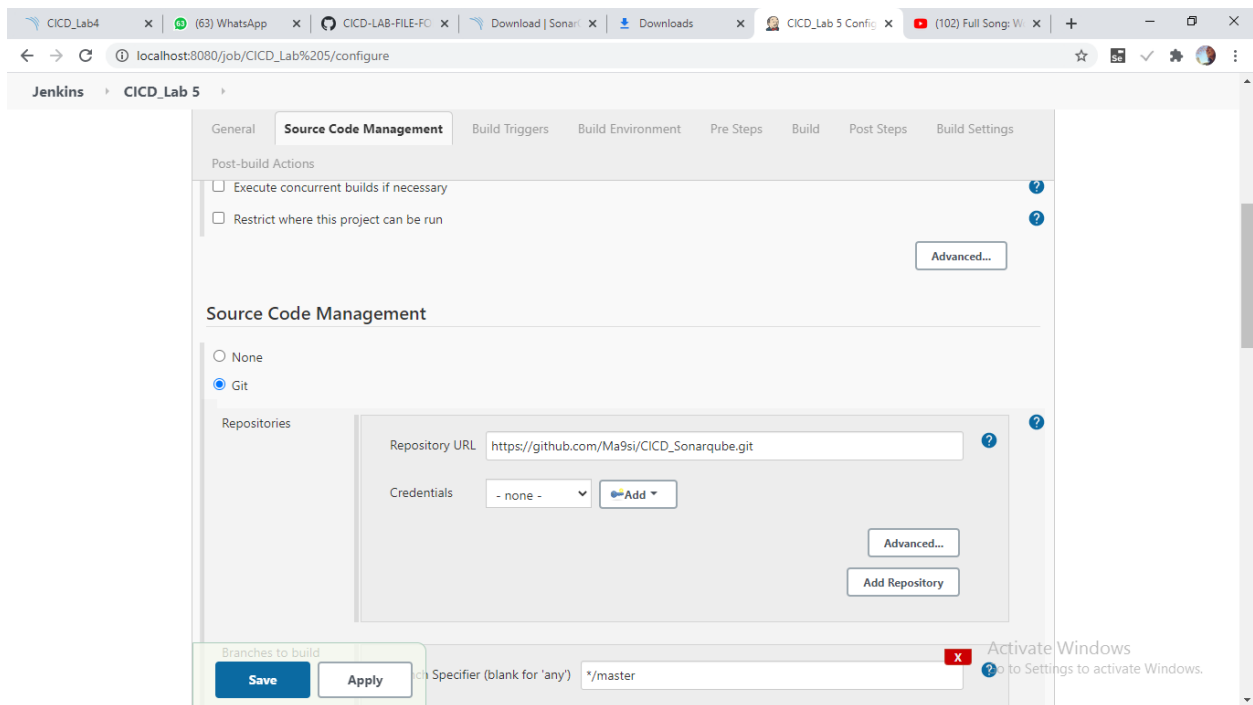 CICD_Lab4
(63) WhatsApp
CICD-LAB-FILE-FO
Download | Sonar
Downloads
CICD_Lab 5 Config
(102) Full Song: W
localhost:8080/job/CICD_Lab%205/configure
Jenkins
CICD_Lab 5
General Source Code Management Build Triggers Build Environment Pre Steps Build Post Steps Build Settings
Post-build Actions
Execute concurrent builds if necessary
Restrict where this project can be run
Advanced...
Source Code Management
None
Git
Repositories
Repository URL https://github.com/Ma9si/CICD_Sonarqube.git
Credentials - none - Add
Advanced...
Add Repository
Branches to build
X
Specifier (blank for 'any') */master
Save Apply
Activate Windows
to Settings to activate Windows.